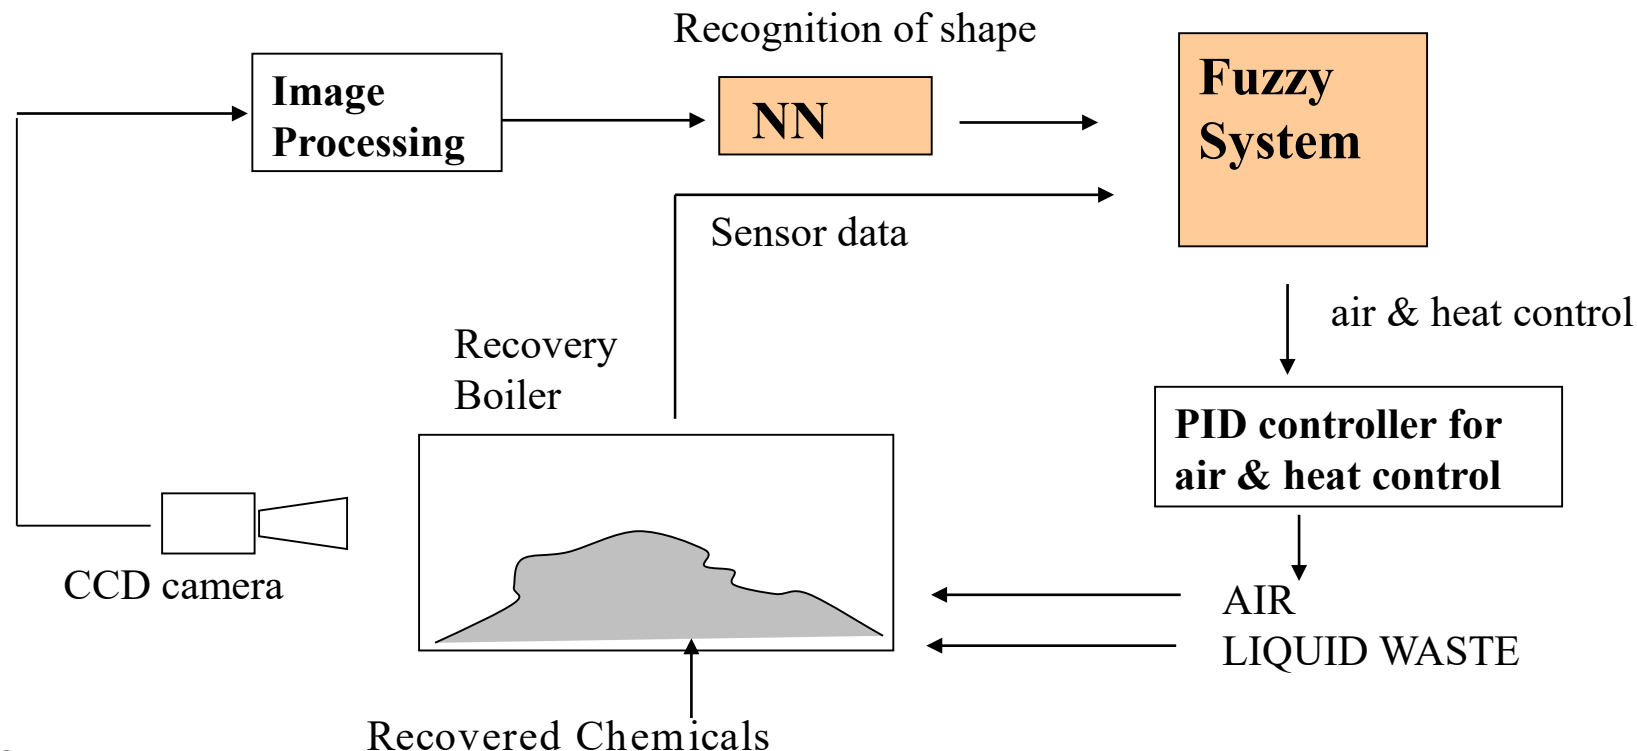 Recognition of shape
Image
Processing
NN
Fuzzy
System
Sensor data
air & heat control
Recovery
Boiler
PID controller for
air & heat control
CCD camera
AIR
LIQUID WASTE
Recovered Chemicals